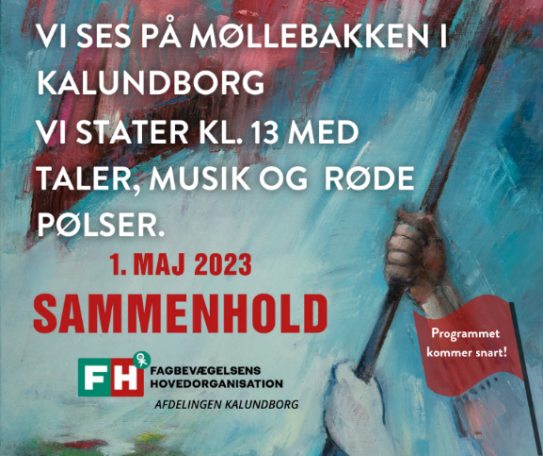 VI SES PÅ MØLLEBAKKEN I
KALUNDBORG
VI STATER KL. 13 MED
TALER, MUSIK OG RØDE
PØLSER.
1. MAJ 2023
SAMMENHOLD
FH
FAGBEVÆGELSENS
HOVEDORGANISATION
AFDELINGEN KALUNDBORG
Programmet
kommer snart!